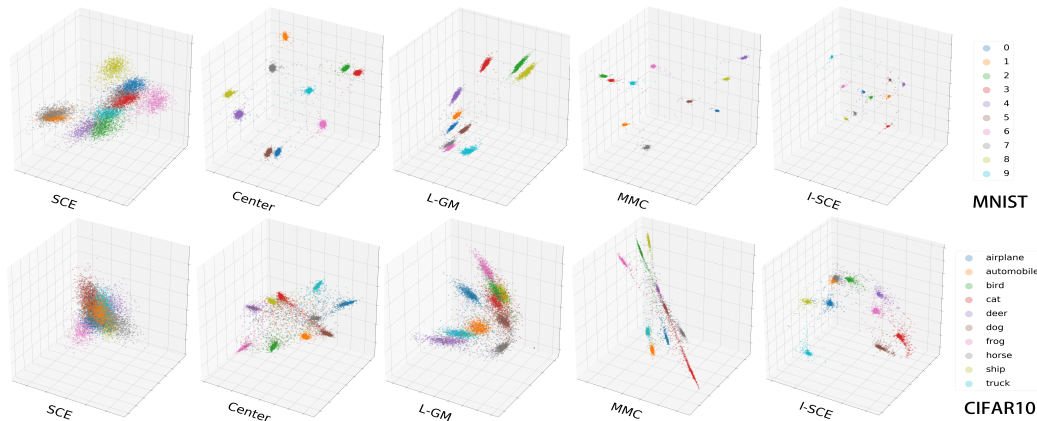 SCE
Center
L-GM
MMC
I-SCE
0
1
2
3
4
5
6
7
8
9
MNIST
SCE
Center
L-GM
MMC
I-SCE
airplane
automobile
bird
cat
deer
dog
frog
horse
ship
truck
CIFAR10